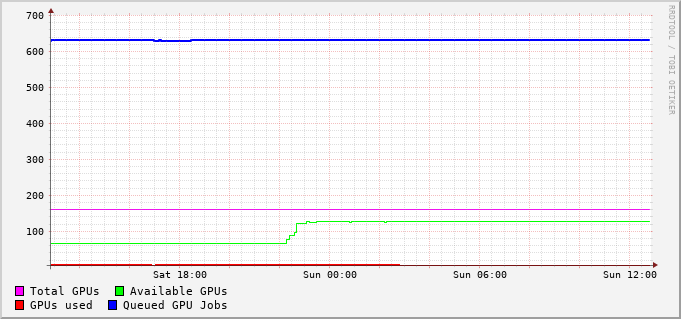 700
600
500
400
300
200
100
Sat 18:00 Sun 00:00 Sun 06:00 Sun 12:00
Total GPUs Available GPUs
GPUs used Queued GPU Jobs
RRDTOOL / TOBI OETIKER